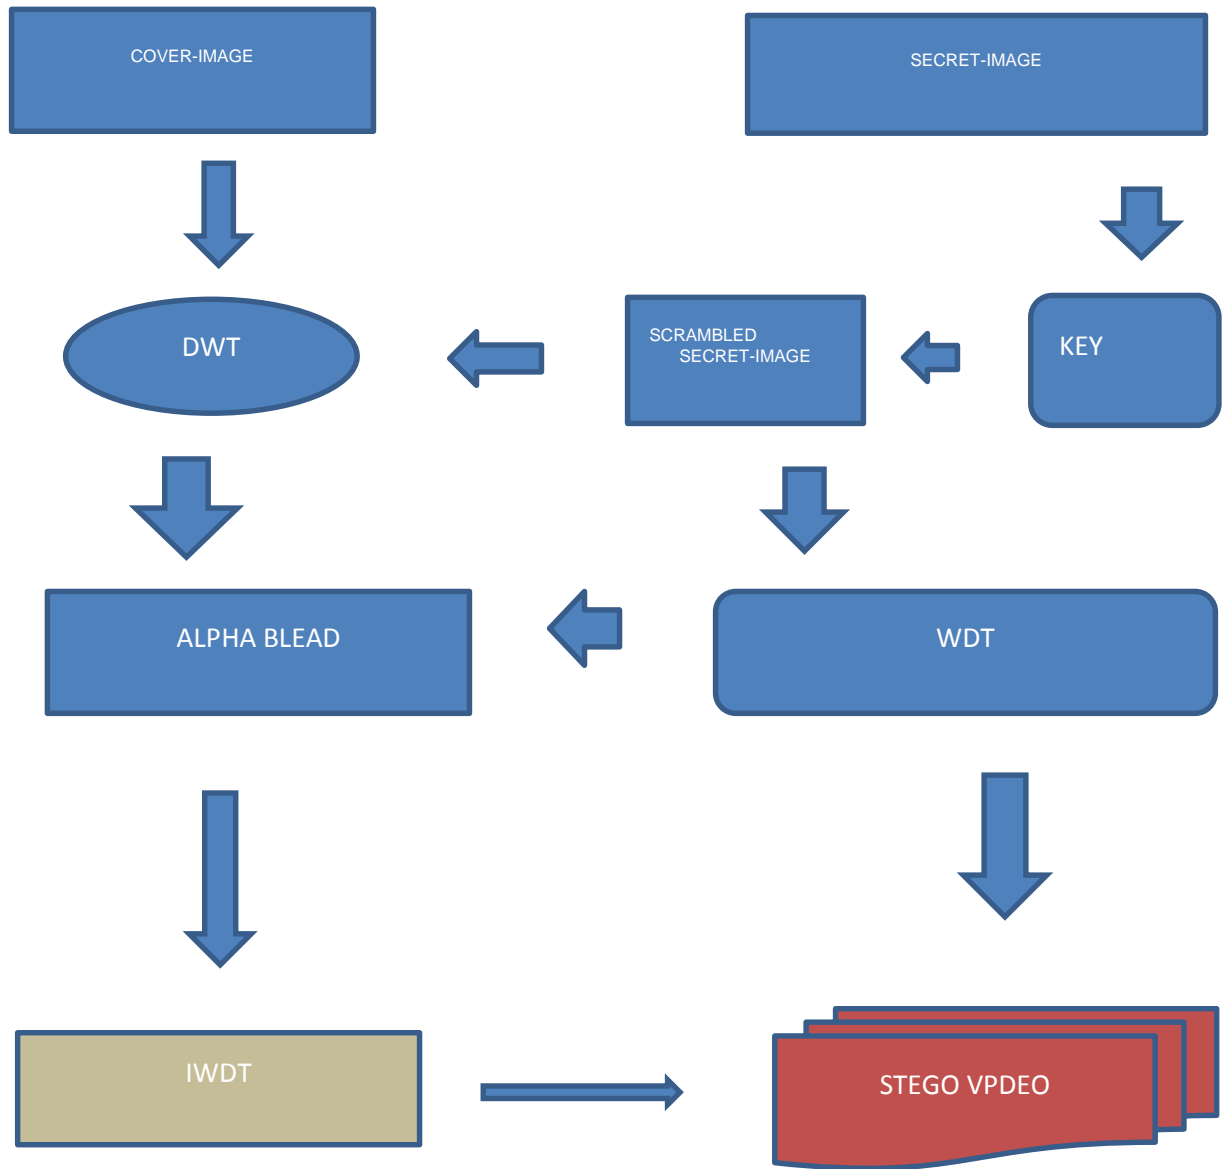 COVER-IMAGE
SECRET-IMAGE
DWT
SCRAMBLED
SECRET-IMAGE
KEY
ALPHA BLEAD
WDT
IWDT
STEGO VPDEO